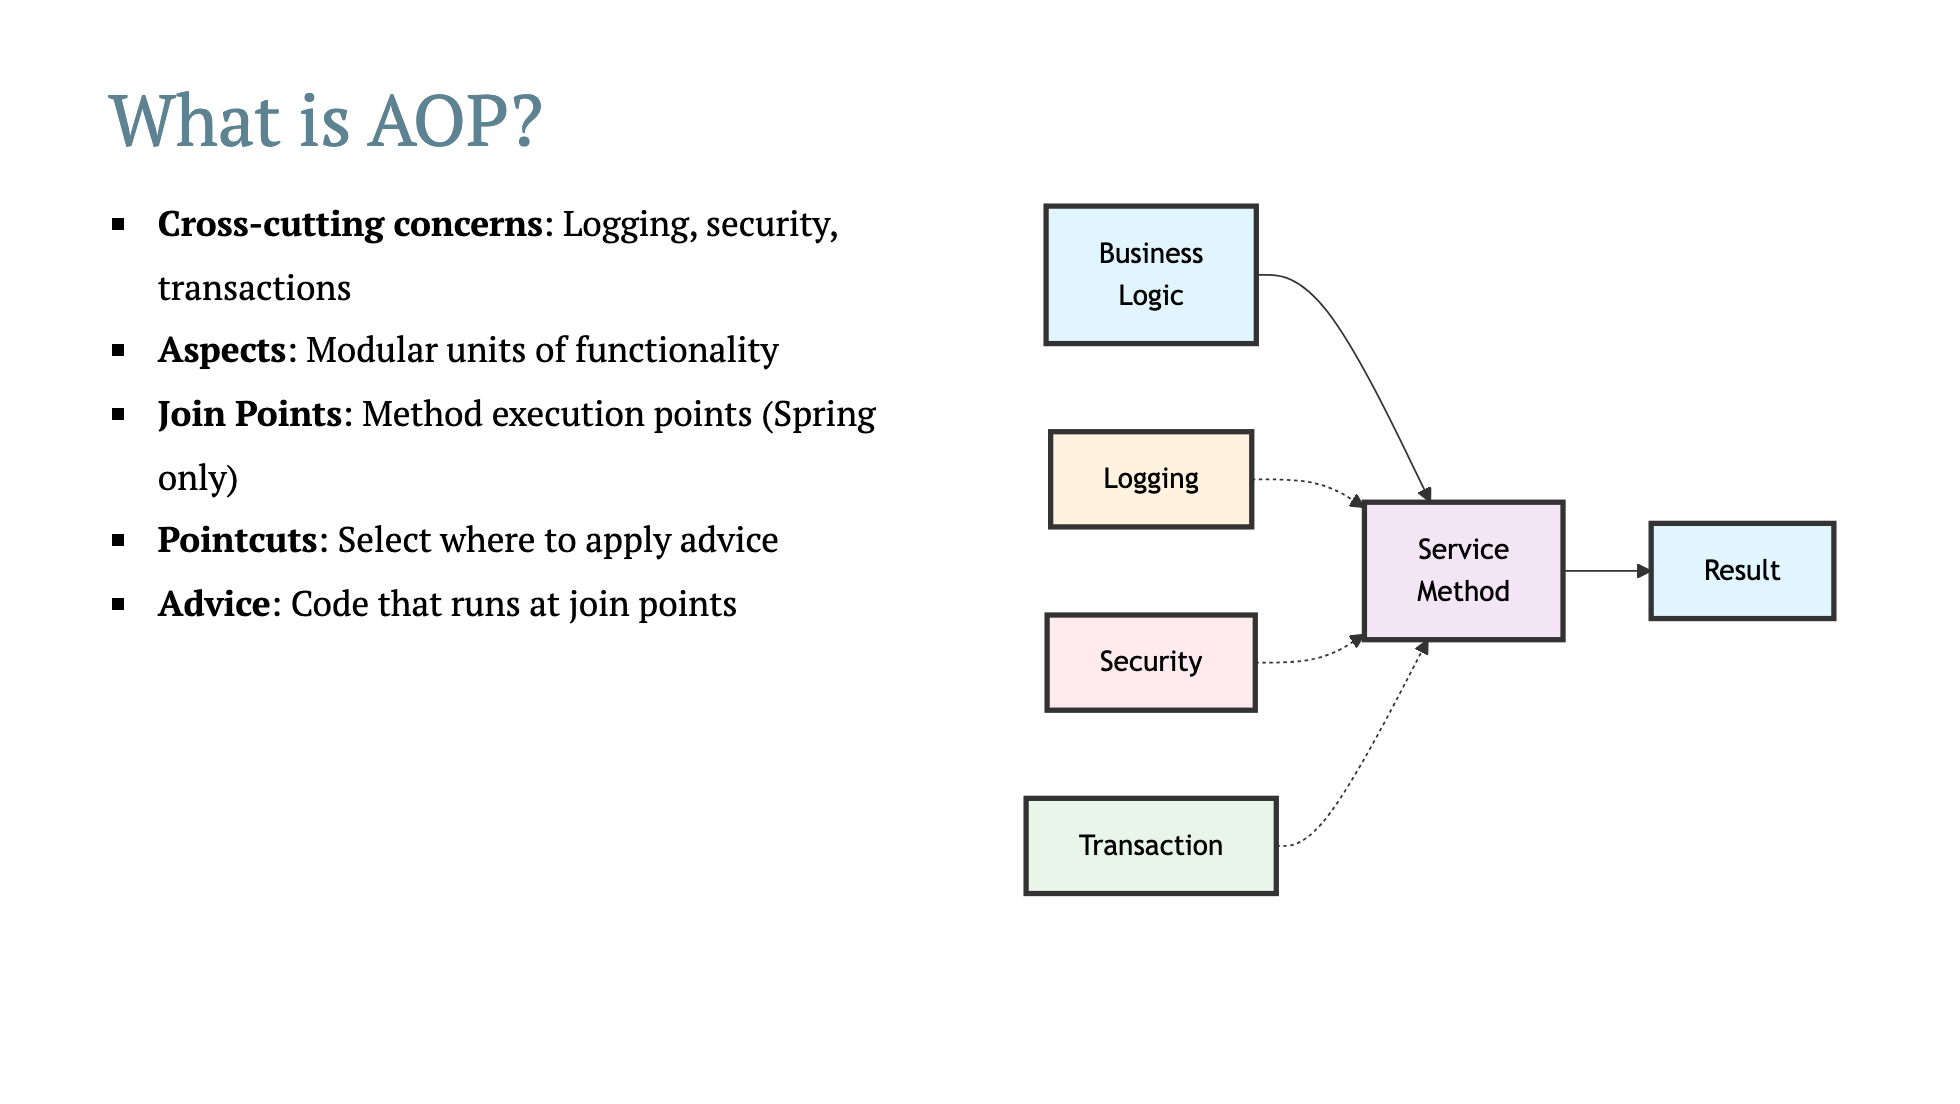 What is AOP?
▪ Cross-cutting concerns: Logging, security,
transactions
▪ Aspects: Modular units of functionality
▪ Join Points: Method execution points (Spring
only)
▪ Pointcuts: Select where to apply advice
▪ Advice: Code that runs at join points
Business
Logic
Logging
Security
Transaction
Service
Method
Result